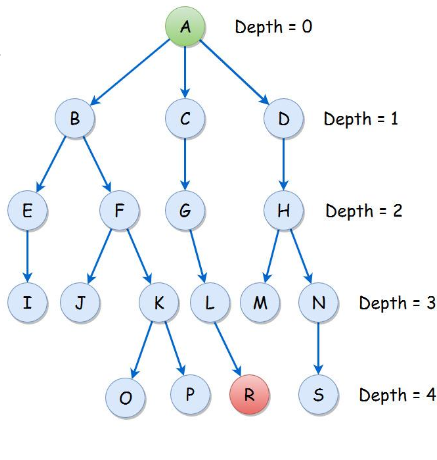 A Depth = 0
B C D Depth = 1
E F G H Depth = 2
I J K L M N Depth = 3
O P R S Depth = 4